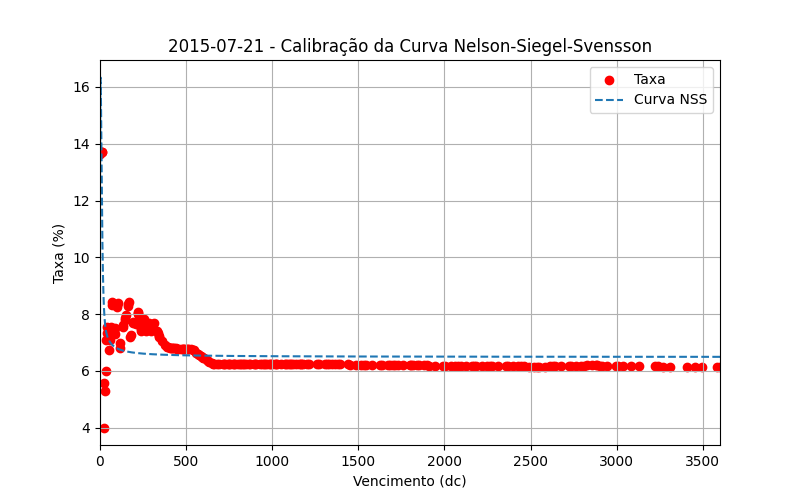 2015-07-21 - Calibração da Curva Nelson-Siegel-Svensson
Taxa
Curva NSS
Taxa (%)
16
14
12
10
8
6
4
0 500 1000 1500 2000 2500 3000 3500
Vencimento (dc)